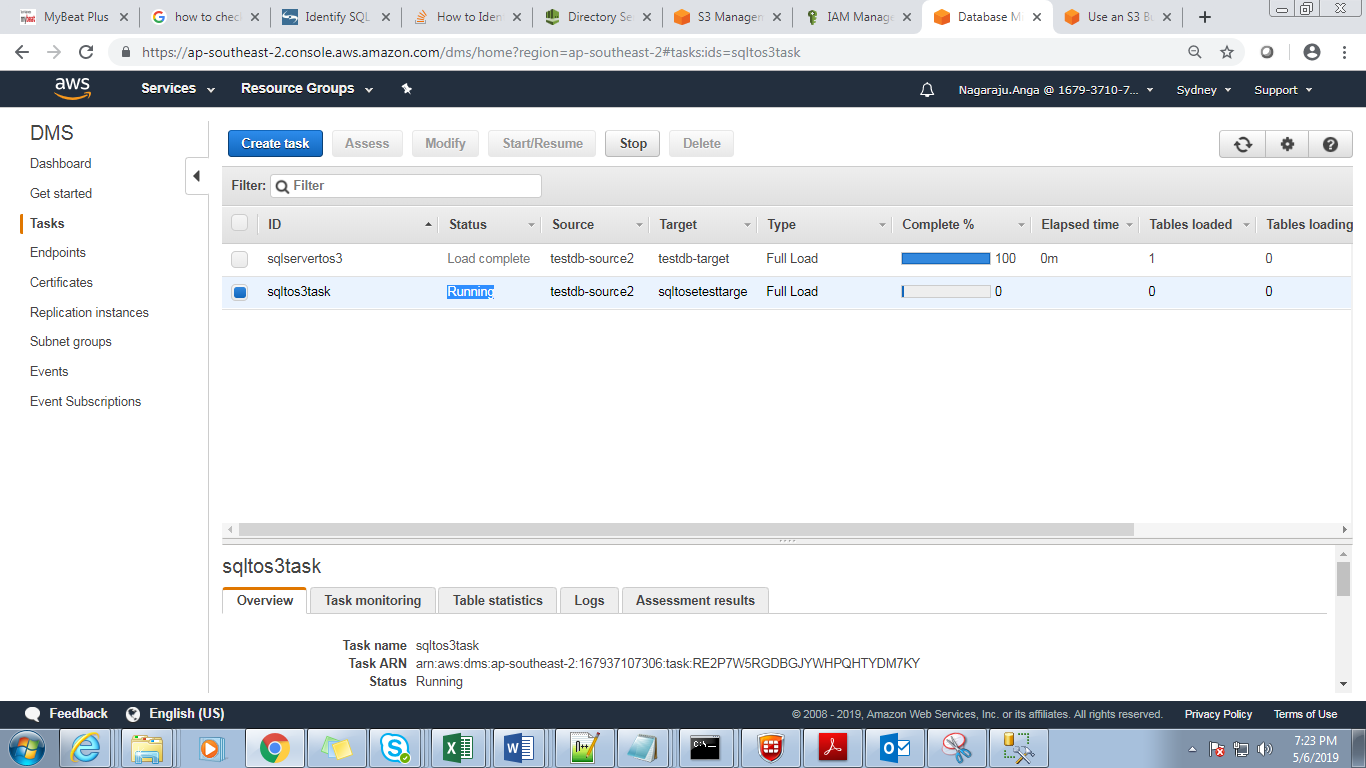 MyBeat Plus
how to chec
Identify SQL
How to Iden
Directory Se
S3 Managem
IAM Manage
Database M
Use an S3 Bu
https://ap-southeast-2.console.aws.amazon.com/dms/home?region=ap-southeast-2#tasks:ids=sqltos3task
aws Services Resource Groups Nagaraju.Anga @ 1679-3710-7... Sydney Support
DMS
Dashboard
Get started
Tasks
Endpoints
Certificates
Replication instances
Subnet groups
Events
Event Subscriptions
Create task Assess Modify Start/Resume Stop Delete
Filter: Filter
ID Status Source Target Type Complete % Elapsed time Tables loaded Tables loading
sqlservertos3 Load complete testdb-source2 testdb-target Full Load 100 0m 1 0
sqltos3task Running testdb-source2 sqltosetesttarge Full Load 0 0 0
sqltos3task
Overview Task monitoring Table statistics Logs Assessment results
Task name sqltos3task
Task ARN arn:aws:dms:ap-southeast-2:167937107306:task:RE2P7W5RGDBGJYWHPQHTYDM7KY
Status Running
Feedback English (US) © 2008 - 2019, Amazon Web Services, Inc. or its affiliates. All rights reserved. Privacy Policy Terms of Use
7:23 PM
5/6/2019